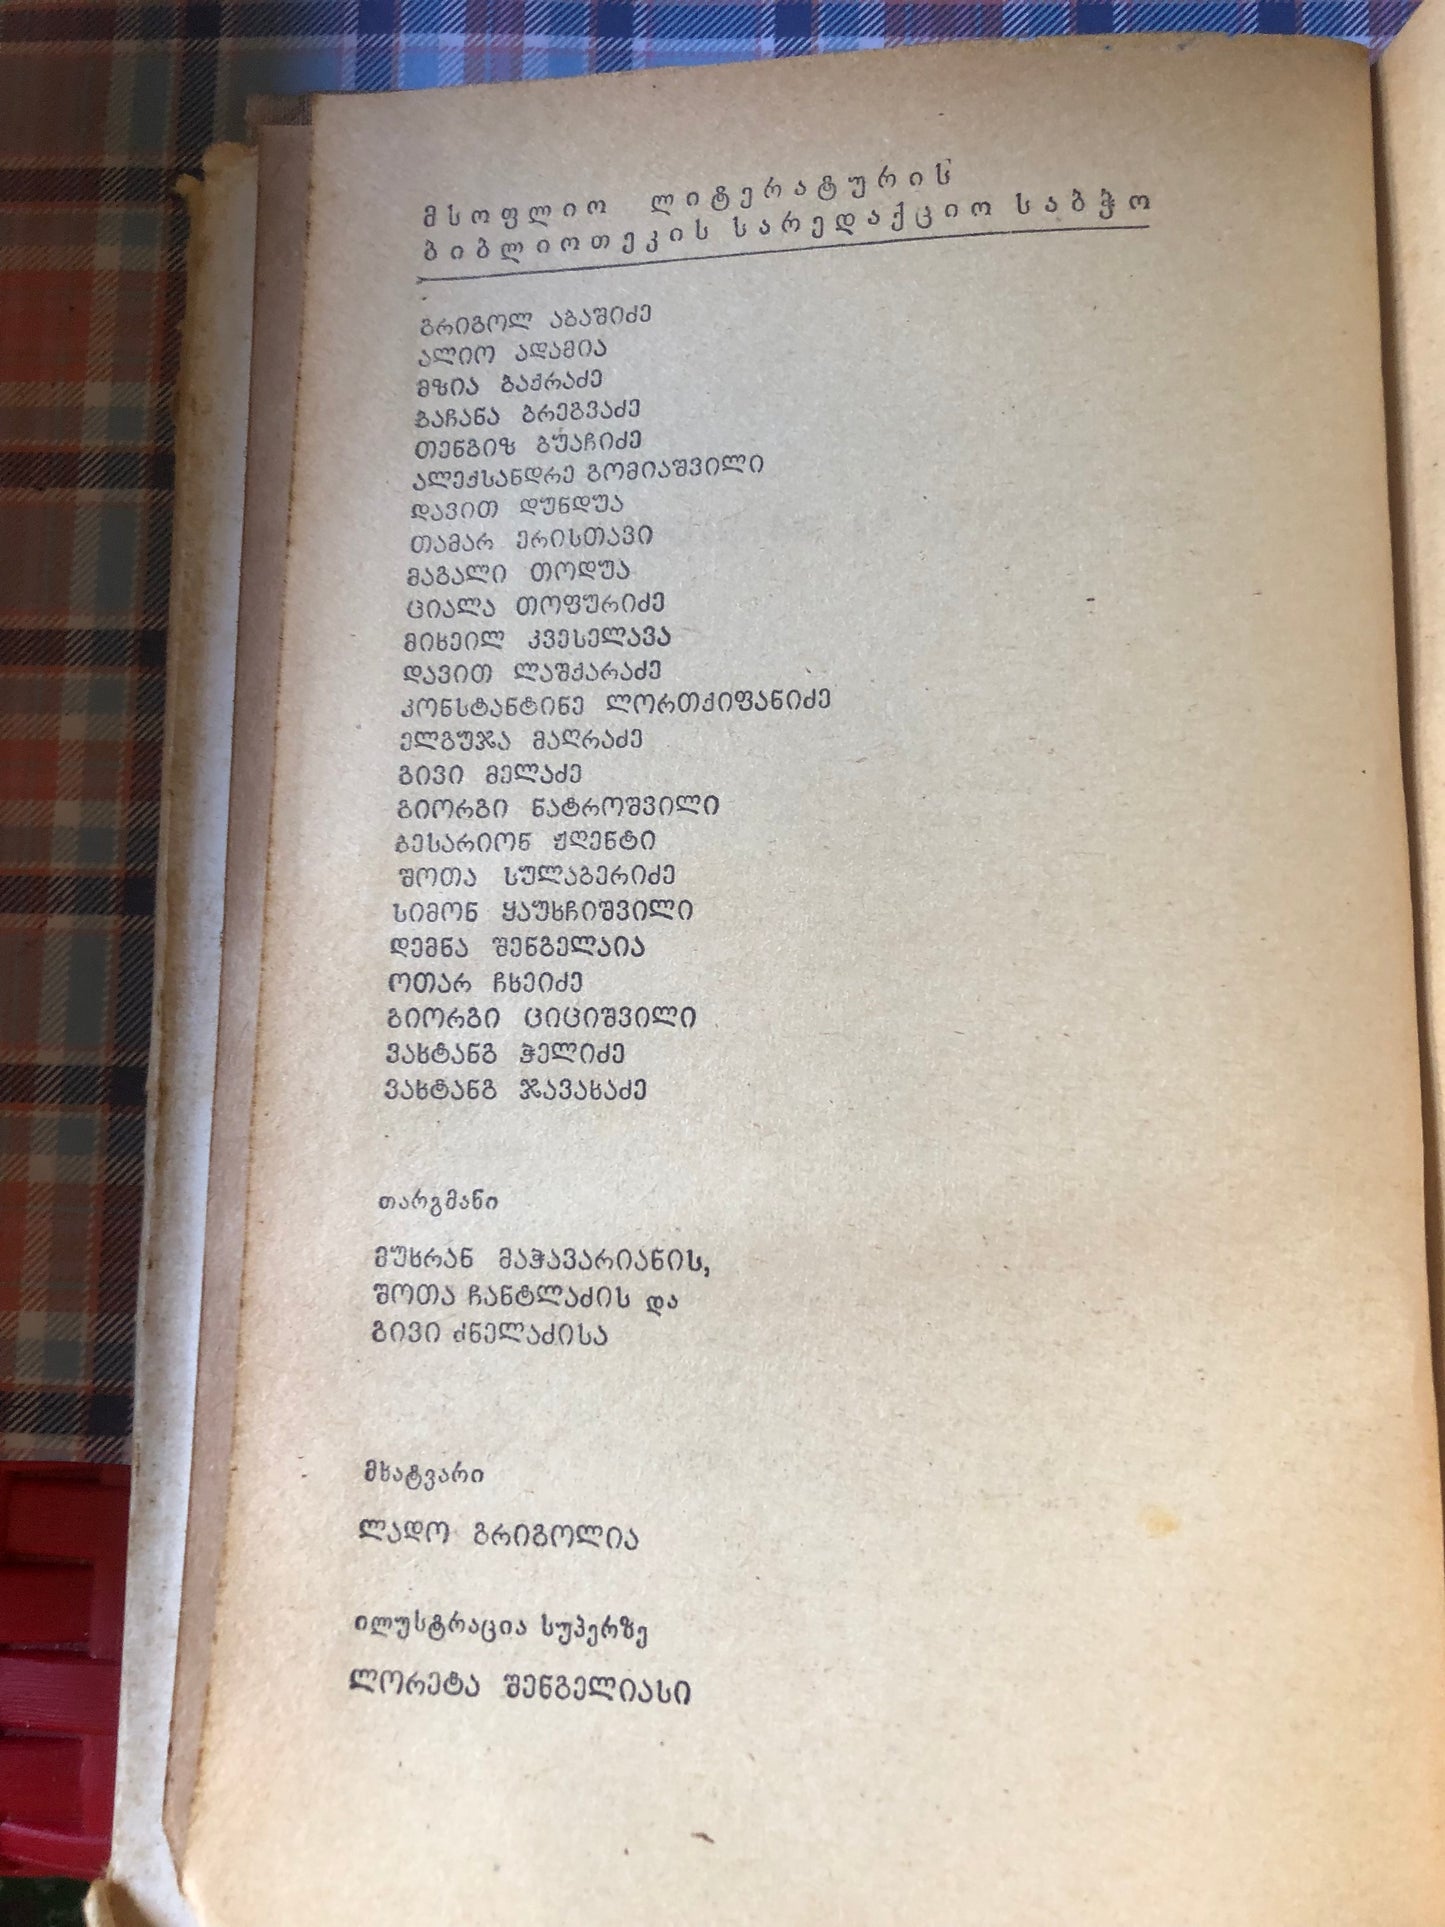 მსოფლიო ლიტერატურის
ბიბლიოთეკის სარედაქციო საბჭო
გრიგოლ აბაშიძე
ალიო ადამია
მზია ბაქრაძე
ბაჩანა ბრეგვაძე
თენგიზ ბუაჩიძე
ალექსანდრე გომიაშვილი
დავით დუნდუა
თამარ ერისთავი
მაგალი თოდუა
ციალა თოფურიძე
მიხეილ კვესელავა
დავით ლაშქარაძე
კონსტანტინე ლორთქიფანიძე
ელგუჯა მაღრაძე
გივი მელაძე
გიორგი ნატროშვილი
ბესარიონ ჟღენტი
შოთა სულაბერიძე
სიმონ ყაუხჩიშვილი
დემნა შენგელაია
ოთარ ჩხეიძე
გიორგი ციციშვილი
ვახტანგ ჭელიძე
ვახტანგ ჯავახაძე
თარგმანი
მუხრან მაჭავარიანის,
შოთა ჩანტლაძის და
გივი ძნელაძისა
მხატვარი
ლადო გრიგოლია
ილუსტრაცია სუპერზე
ლორეტა შენგელიასი